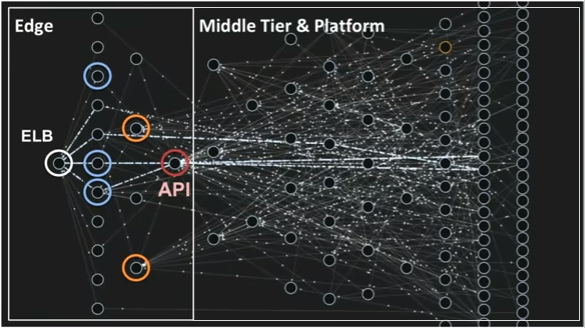 Edge
Middle Tier & Platform
ELB
API